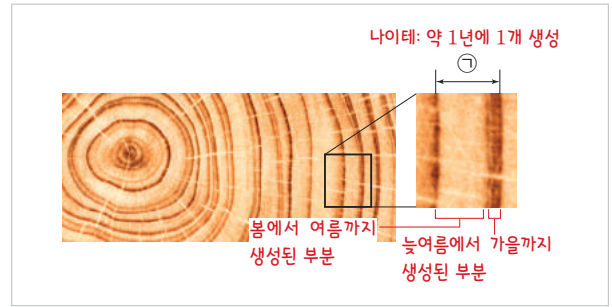 나이테: 약 1년에 1개 생성
㉠
봄에서 여름까지
생성된 부분
늦여름에서 가을까지
생성된 부분